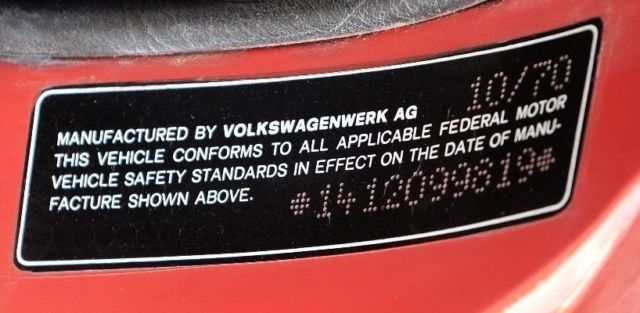 10/70
MANUFACTURED BY VOLKSWAGENWERK AG
THIS VEHICLE CONFORMS TO ALL APPLICABLE FEDERAL MOTOR
VEHICLE SAFETY STANDARDS IN EFFECT ON THE DATE OF MANU-
FACTURE SHOWN ABOVE.
#1412099819#